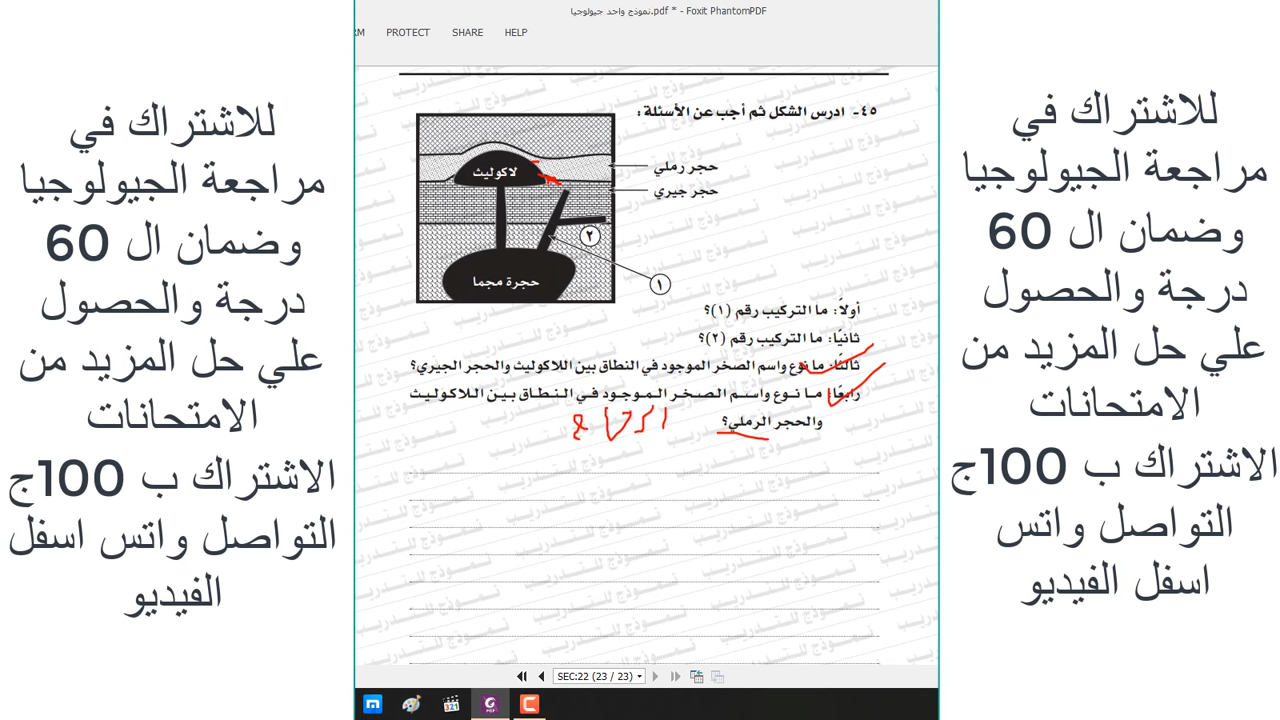 نموذج واحد جيولوجيا.pdf * - Foxit PhantomPDF
RM PROTECT SHARE HELP
للاشتراك في
مراجعة الجيولوجيا
وضمان ال 60
درجة والحصول
علي حل المزيد من
الامتحانات
الاشتراك ب 100ج
التواصل واتس اسفل
الفيديو
٤٥- ادرس الشكل ثم أجب عن الأسئلة :
حجر رملي
حجر جيري
لاكوليث
حجرة مجما
٢
١
أولاً: ما التركيب رقم (١)؟
ثانيًا: ما التركيب رقم (٢)؟
ثالثًا: ما نوع واسم الصخر الموجود في النطاق بين اللاكوليث والحجر الجيري؟
رابعًا: ما نوع واسم الصخر الموجود في النطاق بين اللاكوليث
والحجر الرملي؟
نموذج للتدريب
SEC:22 (23 / 23)
للاشتراك في
مراجعة الجيولوجيا
وضمان ال 60
درجة والحصول
علي حل المزيد من
الامتحانات
الاشتراك ب 100ج
التواصل واتس
اسفل الفيديو